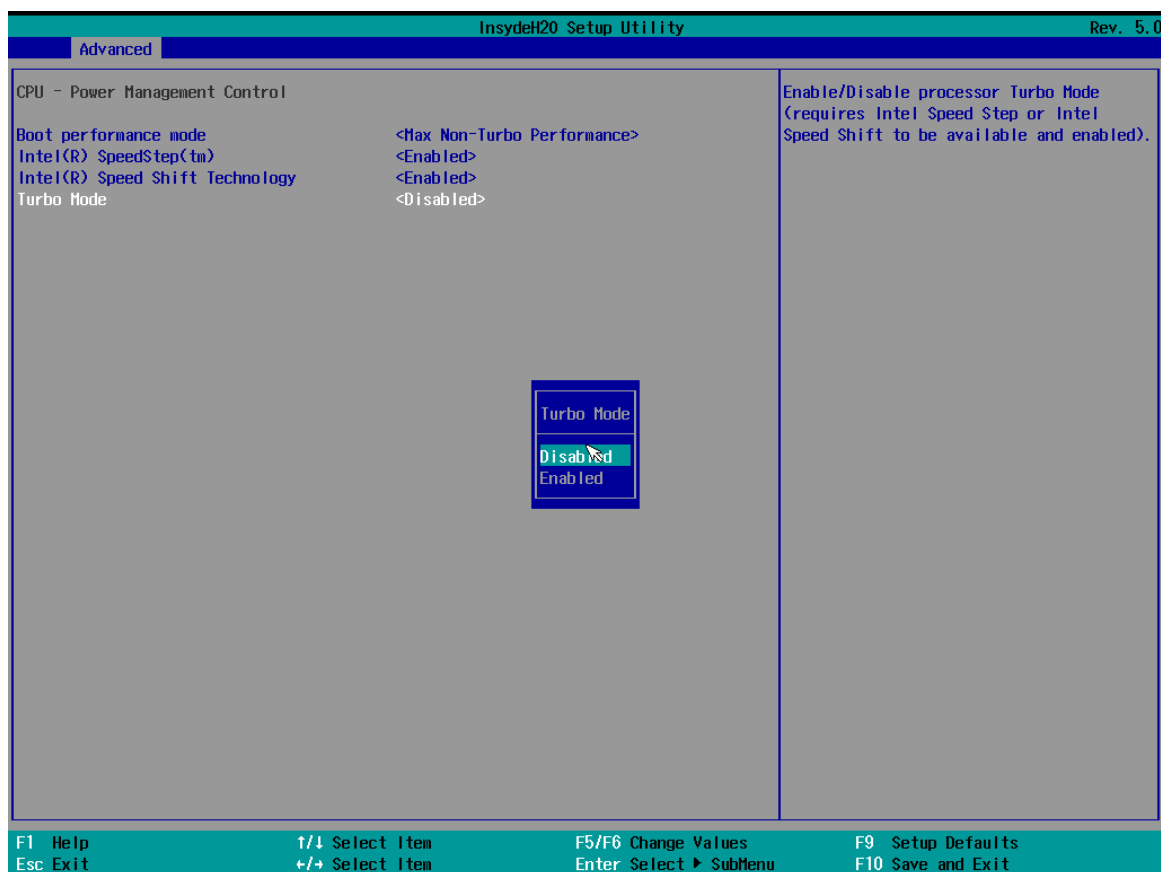 InsydeH20 Setup Utility Rev. 5.0
Advanced
CPU - Power Management Control
Boot performance mode <Max Non-Turbo Performance>
Intel(R) SpeedStep(tm) <Enabled>
Intel(R) Speed Shift Technology <Enabled>
Turbo Mode <Disabled>
Enable/Disable processor Turbo Mode
(requires Intel Speed Step or Intel
Speed Shift to be available and enabled).
Turbo Mode
Disabled
Enabled
F1 Help ↑/↓ Select Item F5/F6 Change Values F9 Setup Defaults
Esc Exit ←/→ Select Item Enter Select ▶ SubMenu F10 Save and Exit